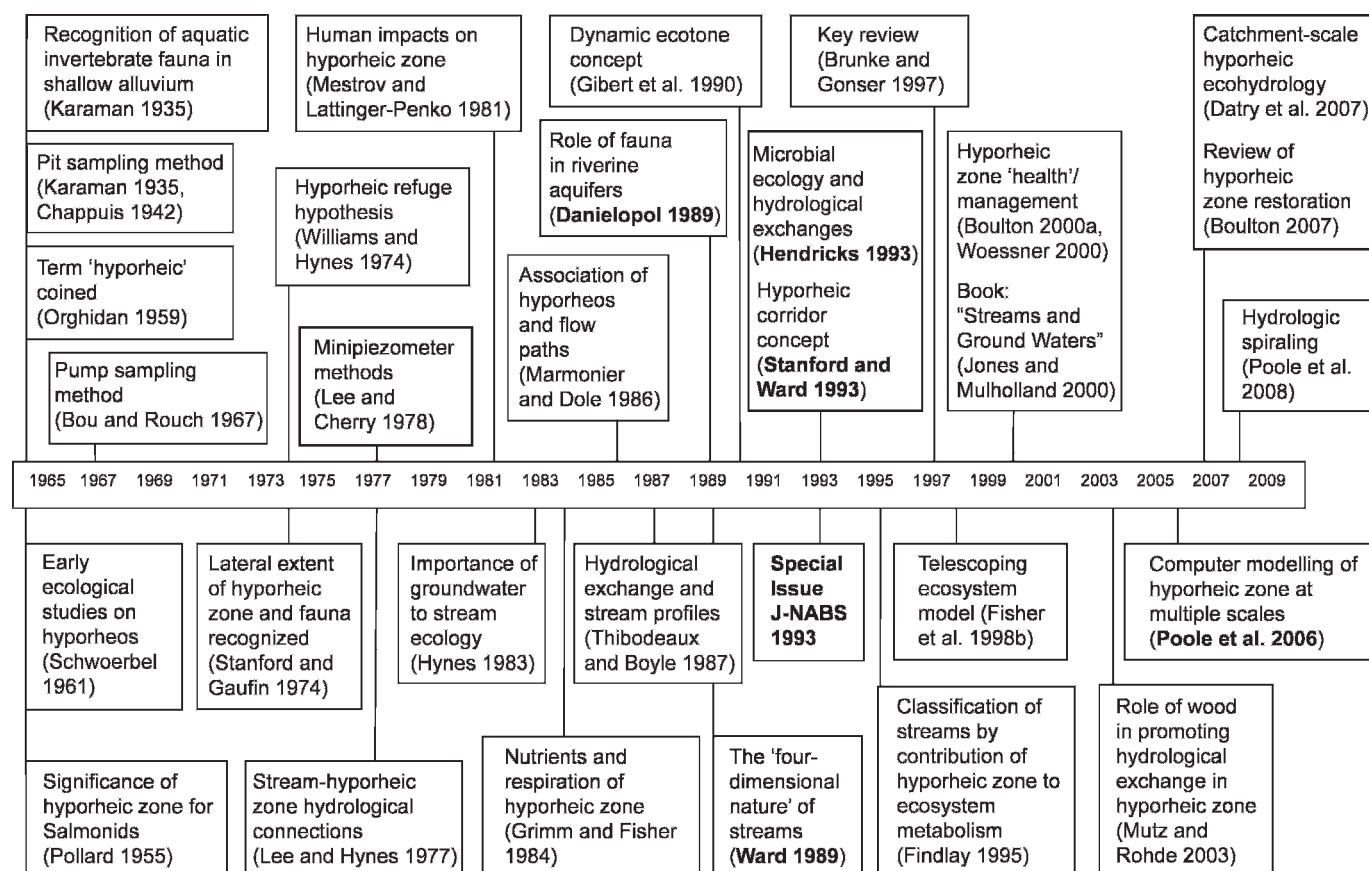 Recognition of aquatic
invertebrate fauna in
shallow alluvium
(Karaman 1935)
Pit sampling method
(Karaman 1935,
Chappuis 1942)
Term ‘hyporheic’
coined
(Orghidan 1959)
Pump sampling
method
(Bou and Rouch 1967)
Human impacts on
hyporheic zone
(Mestrov and
Lattinger-Penko 1981)
Hyporheic refuge
hypothesis
(Williams and
Hynes 1974)
Minipiezometer
methods
(Lee and
Cherry 1978)
Dynamic ecotone
concept
(Gibert et al. 1990)
Role of fauna
in riverine
aquifers
(Danielopol 1989)
Association of
hyporheos
and flow
paths
(Marmonier
and Dole 1986)
Key review
(Brunke and
Gonser 1997)
Microbial
ecology and
hydrological
exchanges
(Hendricks 1993)
Hyporheic
corridor
concept
(Stanford and
Ward 1993)
Hyporheic
zone ‘health’/
management
(Boulton 2000a,
Woessner 2000)
Book:
“Streams and
Ground Waters”
(Jones and
Mulholland 2000)
Catchment-scale
hyporheic
ecohydrology
(Datry et al. 2007)
Review of
hyporheic
zone restoration
(Boulton 2007)
Hydrologic
spiraling
(Poole et al.
2008)
1965 1967 1969 1971 1973 1975 1977 1979 1981 1983 1985 1987 1989 1991 1993 1995 1997 1999 2001 2003 2005 2007 2009
Early
ecological
studies on
hyporheos
(Schwoerbel
1961)
Significance of
hyporheic zone for
Salmonids
(Pollard 1955)
Lateral extent
of hyporheic
zone and fauna
recognized
(Stanford and
Gaufin 1974)
Stream-hyporheic
zone hydrological
connections
(Lee and Hynes 1977)
Importance of
groundwater
to stream
ecology
(Hynes 1983)
Nutrients and
respiration of
hyporheic zone
(Grimm and Fisher
1984)
Hydrological
exchange and
stream profiles
(Thibodeaux
and Boyle 1987)
The ‘four-
dimensional
nature’ of
streams
(Ward 1989)
Special
Issue
J-NABS
1993
Telescoping
ecosystem
model (Fisher
et al. 1998b)
Classification of
streams by
contribution of
hyporheic zone to
ecosystem
metabolism
(Findlay 1995)
Computer modelling of
hyporheic zone at
multiple scales
(Poole et al. 2006)
Role of wood
in promoting
hydrological
exchange in
hyporheic zone
(Mutz and
Rohde 2003)